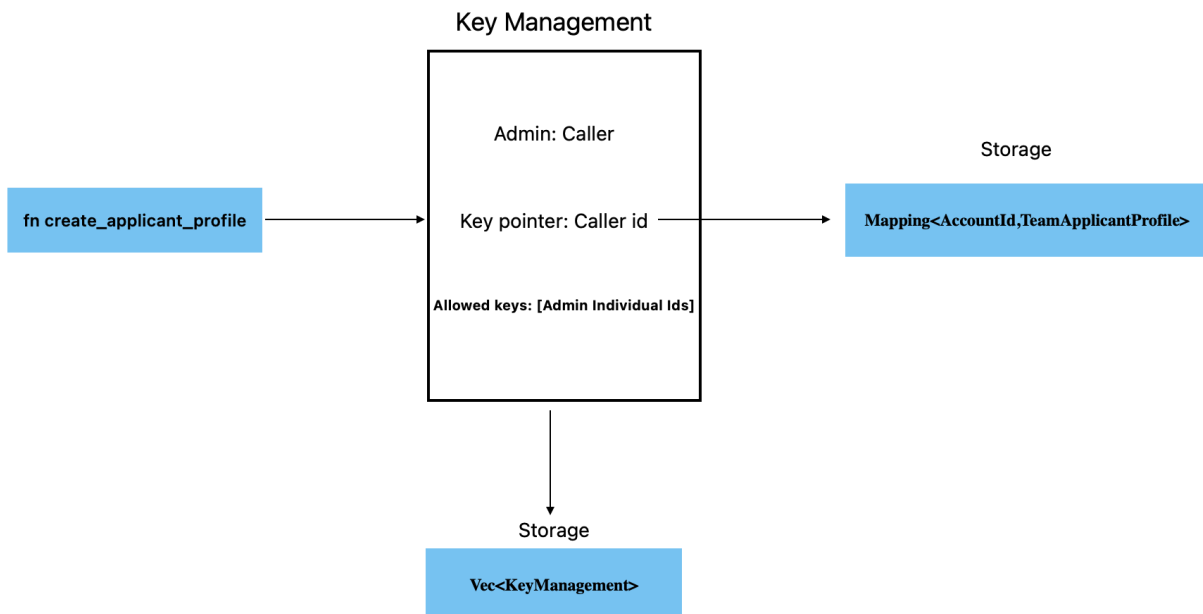 Key Management
Admin: Caller
Storage
fn create_applicant_profile
Key pointer: Caller id
Mapping<AccountId,TeamApplicantProfile>
Allowed keys: [Admin Individual Ids]
Storage
Vec<KeyManagement>